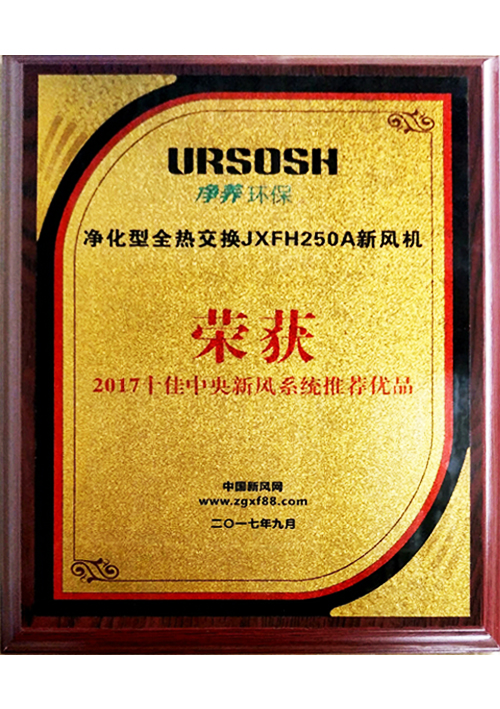 URSOSH
净养环保
净化型全热交换JXFH250A新风机
荣获
2017十佳中央新风系统推荐优品
中国新风网
www.zgxf88.com
二〇一七年九月